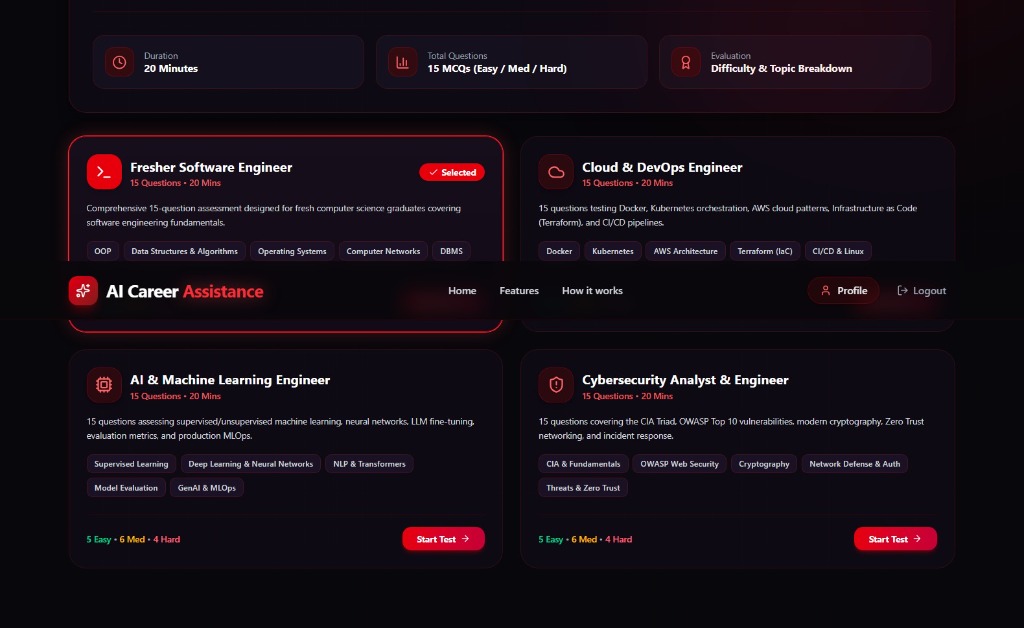 Duration
20 Minutes
Total Questions
15 MCQs (Easy / Med / Hard)
Evaluation
Difficulty & Topic Breakdown
Fresher Software Engineer
15 Questions • 20 Mins
Selected
Comprehensive 15-question assessment designed for fresh computer science graduates covering
software engineering fundamentals.
OOP
Data Structures & Algorithms
Operating Systems
Computer Networks
DBMS
Cloud & DevOps Engineer
15 Questions • 20 Mins
15 questions testing Docker, Kubernetes orchestration, AWS cloud patterns, Infrastructure as Code
(Terraform), and CI/CD pipelines.
Docker
Kubernetes
AWS Architecture
Terraform (IaC)
CI/CD & Linux
AI Career Assistance
Home
Features
How it works
Profile
Logout
AI & Machine Learning Engineer
15 Questions • 20 Mins
15 questions assessing supervised/unsupervised machine learning, neural networks, LLM fine-tuning,
evaluation metrics, and production MLOps.
Supervised Learning
Deep Learning & Neural Networks
NLP & Transformers
Model Evaluation
GenAI & MLOps
5 Easy • 6 Med • 4 Hard
Start Test
Cybersecurity Analyst & Engineer
15 Questions • 20 Mins
15 questions covering the CIA Triad, OWASP Top 10 vulnerabilities, modern cryptography, Zero Trust
networking, and incident response.
CIA & Fundamentals
OWASP Web Security
Cryptography
Network Defense & Auth
Threats & Zero Trust
5 Easy • 6 Med • 4 Hard
Start Test